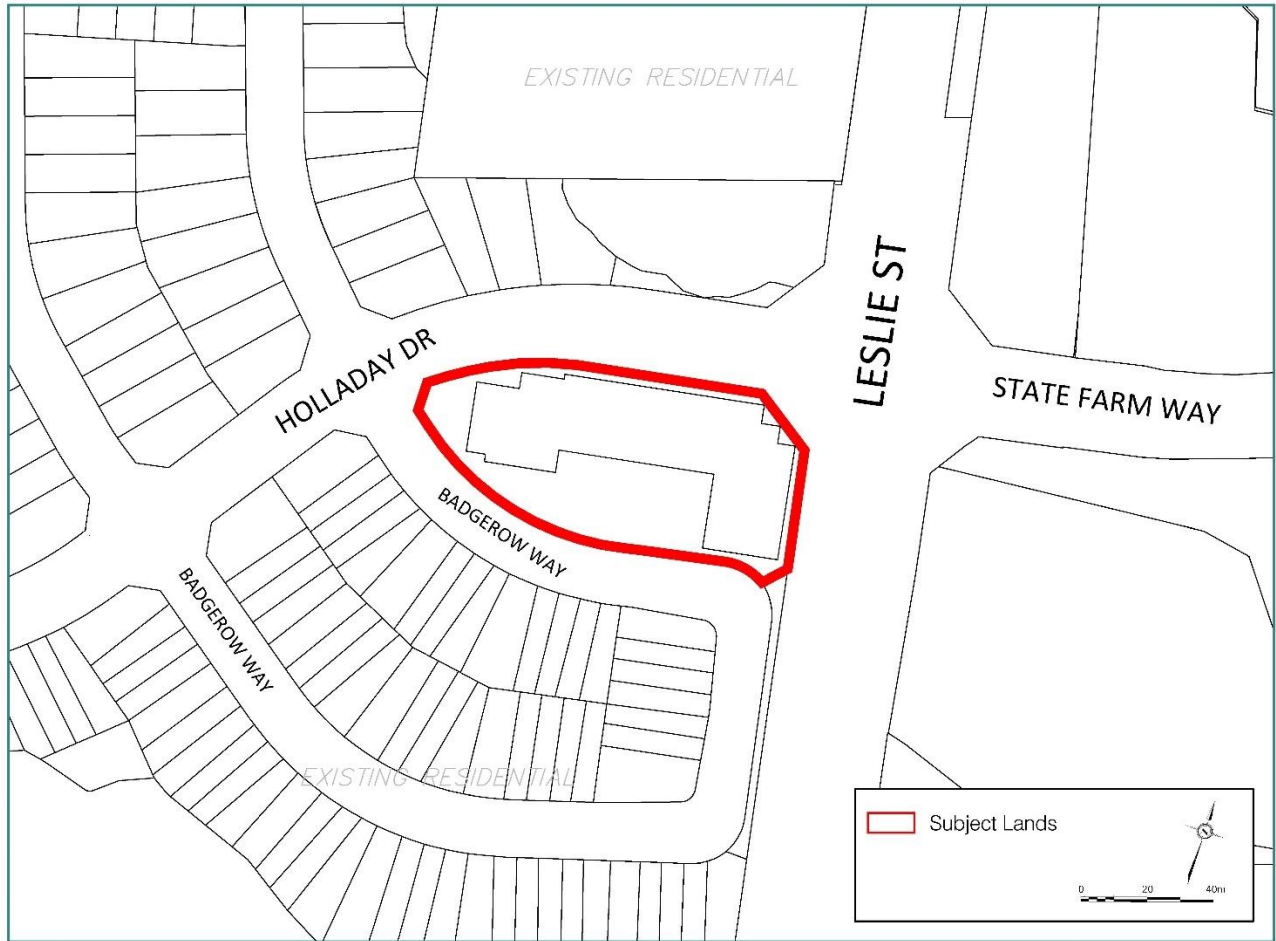 EXISTING RESIDENTIAL
LESLIE ST
HOLLADAY DR
STATE FARM WAY
BADGEROW WAY
BADGEROW WAY
EXISTING RESIDENTIAL
Subject Lands
0 20 40m